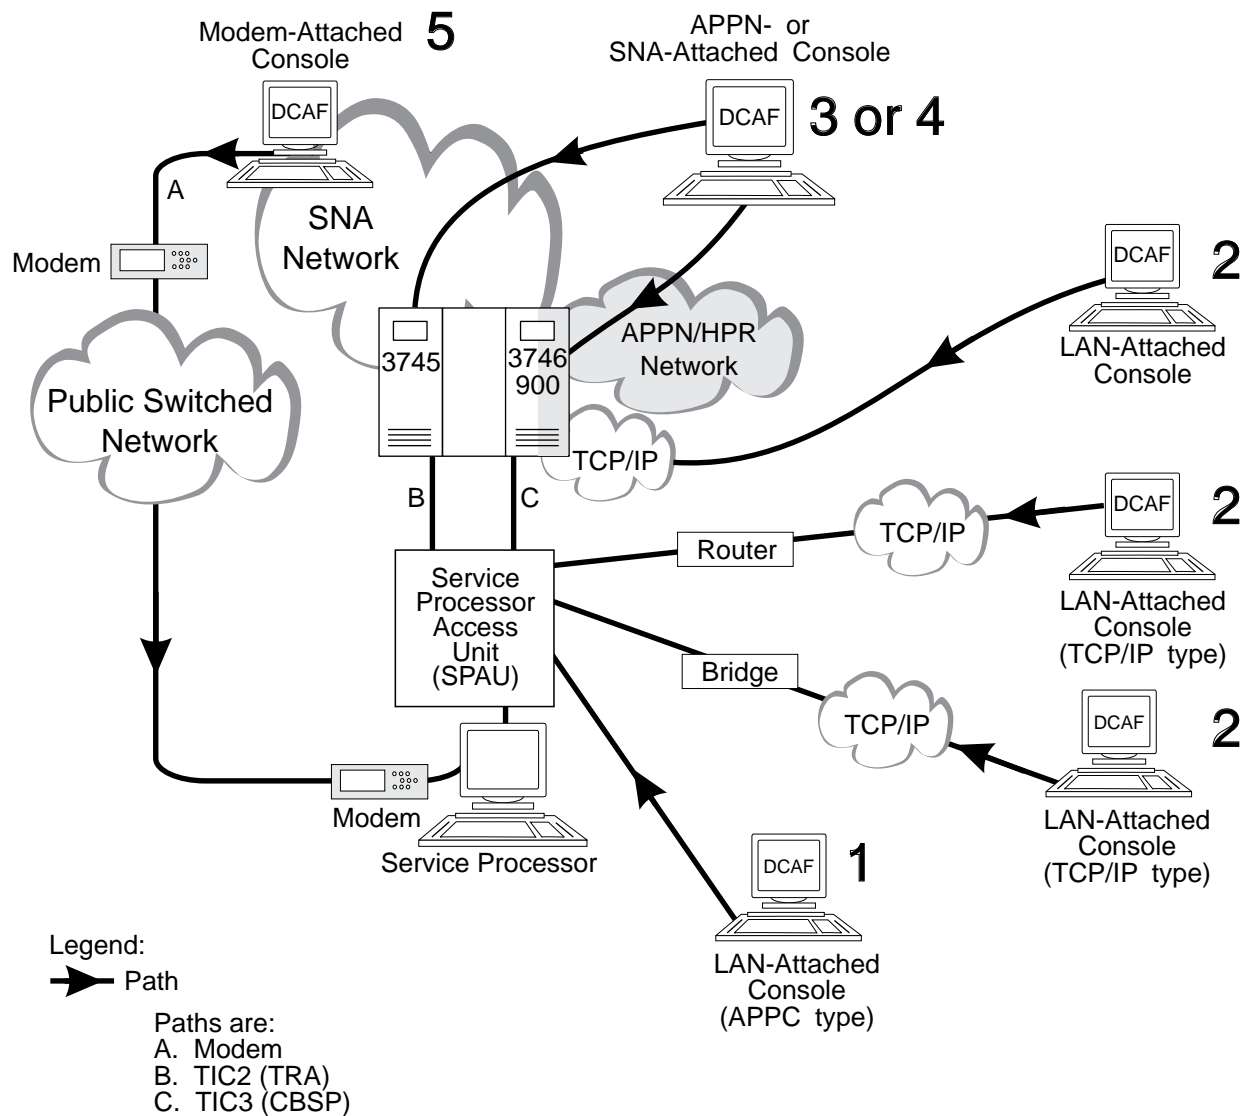 Modem-Attached
Console
5
DCAF
APPN- or
SNA-Attached Console
DCAF
3 or 4
A
Modem
SNA
Network
DCAF
2
LAN-Attached
Console
3745
3746
900
APPN/HPR
Network
Public Switched
Network
TCP/IP
B
C
DCAF
2
TCP/IP
Router
LAN-Attached
Console
(TCP/IP type)
Service
Processor
Access
Unit
(SPAU)
Bridge
TCP/IP
DCAF
2
LAN-Attached
Console
(TCP/IP type)
Modem
Service Processor
DCAF
1
LAN-Attached
Console
(APPC type)
Legend:
Path
Paths are:
A. Modem
B. TIC2 (TRA)
C. TIC3 (CBSP)